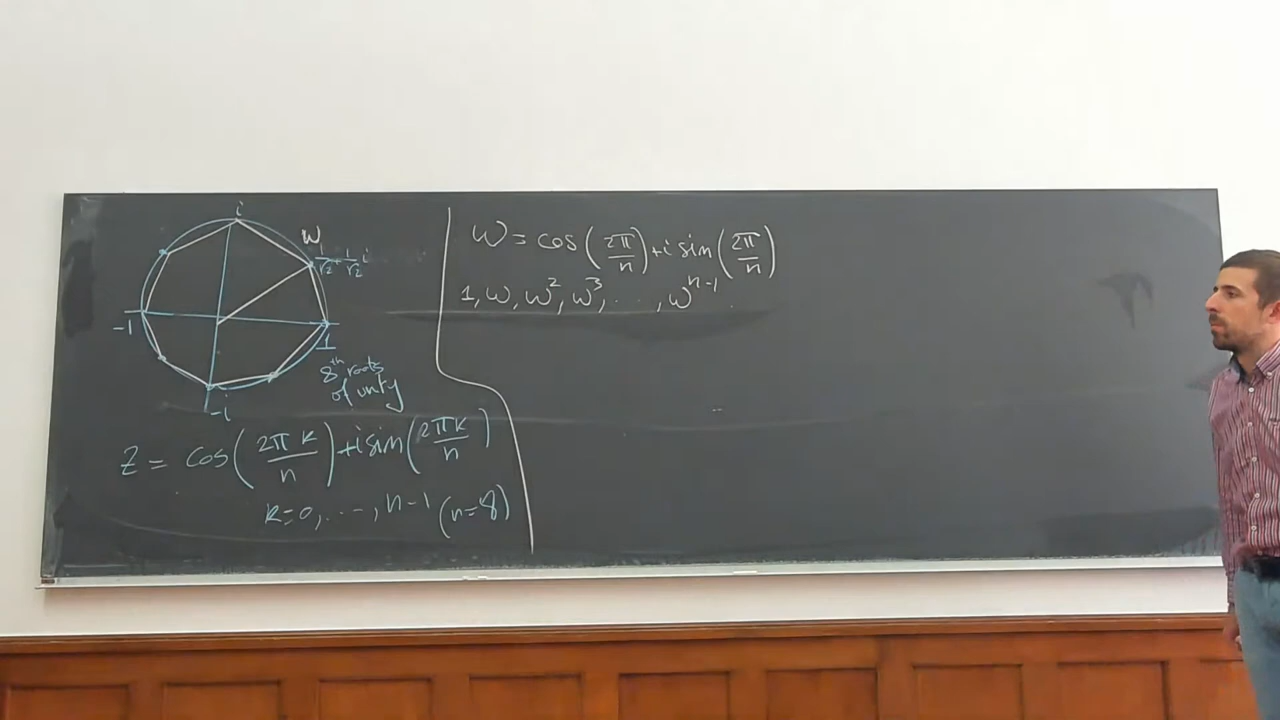 i
ω
1/√2 + 1/√2 i
-1
1
-i
8th roots
of unity
Z = cos(2πk/n) + i sin(2πk/n)
k=0,...,n-1 (n=8)
ω = cos(2π/n) + i sin(2π/n)
1, ω, ω², ω³, ..., ωⁿ⁻¹.